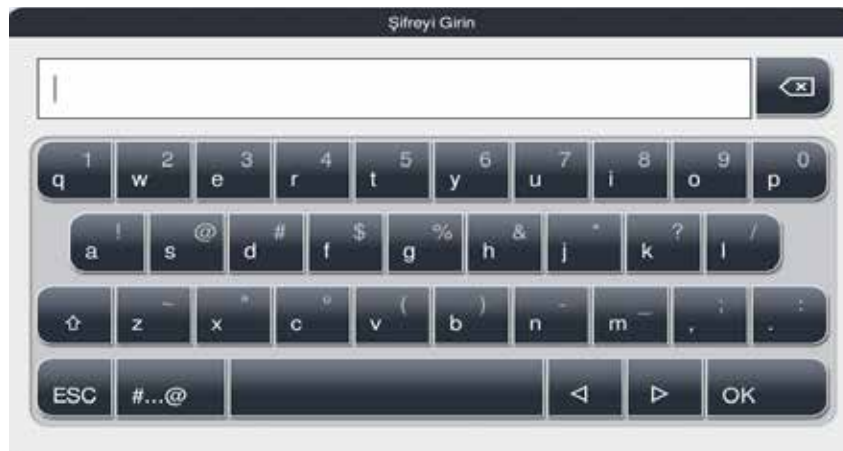 Şifreyi Girin
1 2 3 4 5 6 7 8 9 0
q w e r t y u i o p
! @ # $ % & * ? /
a s d f g h j k l
( ) - _ ; :
z x c v b n m , .
ESC #...@ OK